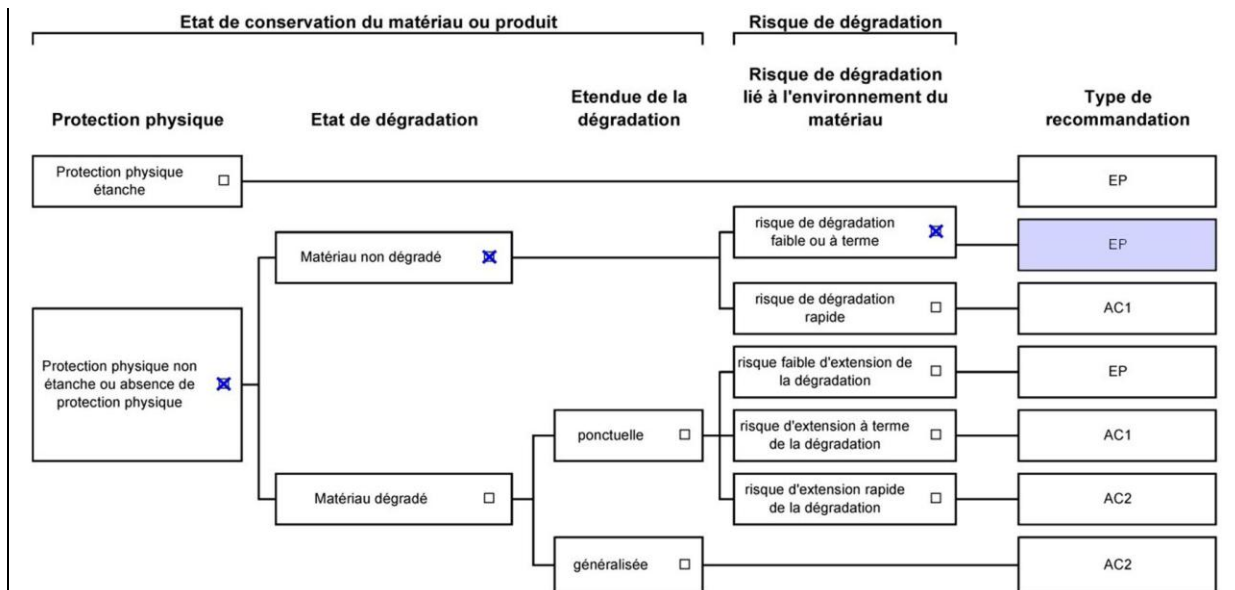 Etat de conservation du matériau ou produit
Risque de dégradation
Protection physique
Etat de dégradation
Etendue de la
dégradation
Risque de dégradation
lié à l'environnement du
matériau
Type de
recommandation
Protection physique
étanche
EP
Matériau non dégradé
risque de dégradation
faible ou à terme
EP
risque de dégradation
rapide
AC1
Protection physique non
étanche ou absence de
protection physique
risque faible d'extension de
la dégradation
EP
ponctuelle
risque d'extension à terme
de la dégradation
AC1
Matériau dégradé
risque d'extension rapide
de la dégradation
AC2
généralisée
AC2